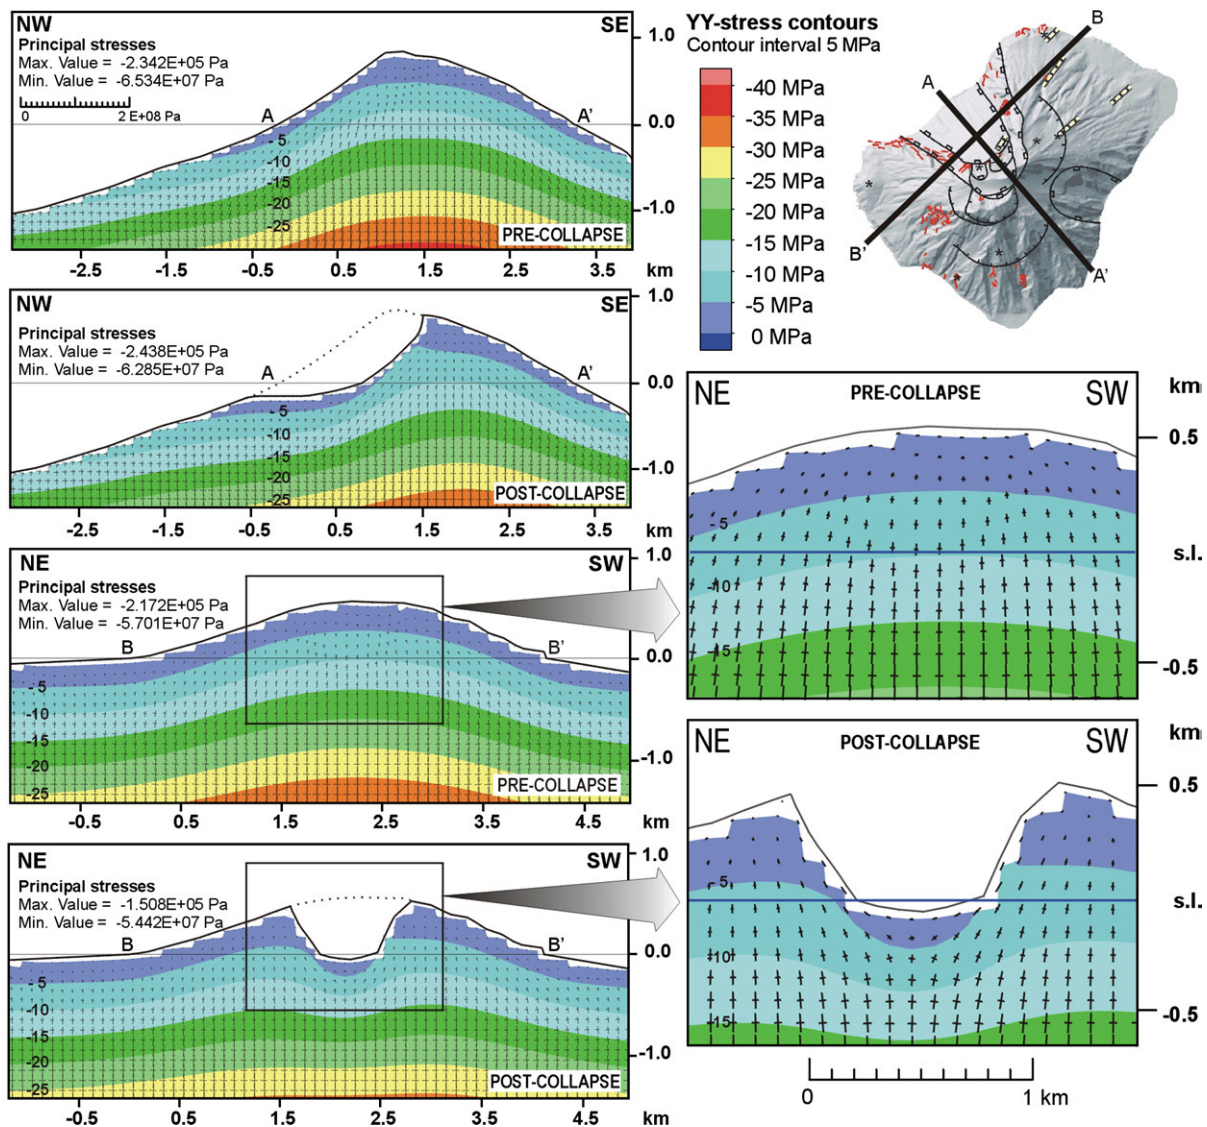 NW
SE
Principal stresses
Max. Value = -2.342E+05 Pa
Min. Value = -6.534E+07 Pa
0 2 E+08 Pa
A
A'
- 5
-10
-15
-20
-25
PRE-COLLAPSE
1.0
0.0
-1.0
-2.5 -1.5 -0.5 0.5 1.5 2.5 3.5
km
NW
SE
Principal stresses
Max. Value = -2.438E+05 Pa
Min. Value = -6.285E+07 Pa
A
A'
- 5
-10
-15
-20
-25
POST-COLLAPSE
1.0
0.0
-1.0
-2.5 -1.5 -0.5 0.5 1.5 2.5 3.5
km
NE
SW
Principal stresses
Max. Value = -2.172E+05 Pa
Min. Value = -5.701E+07 Pa
B
B'
- 5
-10
-15
-20
-25
PRE-COLLAPSE
1.0
0.0
-1.0
-0.5 0.5 1.5 2.5 3.5 4.5
km
NE
SW
Principal stresses
Max. Value = -1.508E+05 Pa
Min. Value = -5.442E+07 Pa
B
B'
- 5
-10
-15
-20
-25
POST-COLLAPSE
1.0
0.0
-1.0
-0.5 0.5 1.5 2.5 3.5 4.5
km
YY-stress contours
Contour interval 5 MPa
-40 MPa
-35 MPa
-30 MPa
-25 MPa
-20 MPa
-15 MPa
-10 MPa
-5 MPa
0 MPa
A
B
B'
A'
NE
PRE-COLLAPSE
SW
km
0.5
s.l.
-0.5
- 5
-10
-15
NE
POST-COLLAPSE
SW
km
0.5
s.l.
-0.5
-5
-10
-15
0 1 km